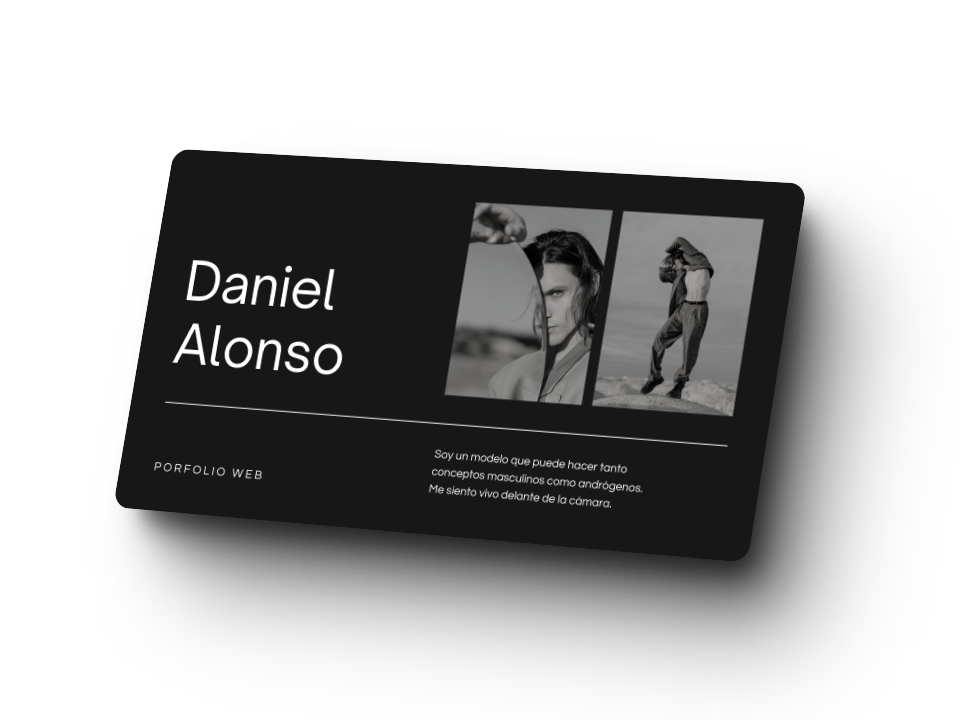 Daniel
Alonso
PORFOLIO WEB
Soy un modelo que puede hacer tanto
conceptos masculinos como andrógenos.
Me siento vivo delante de la cámara.